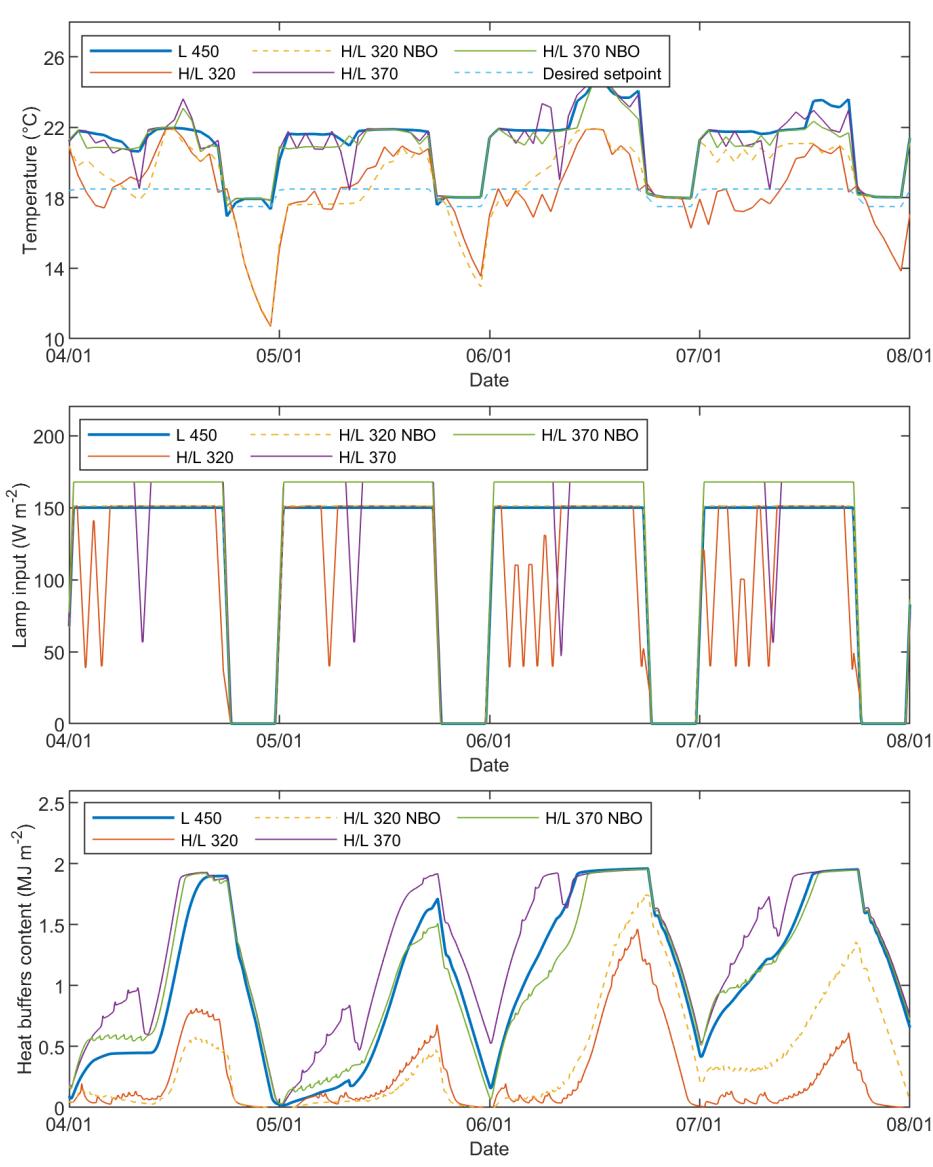 26
22
18
14
10
Temperature (°C)
L 450
H/L 320 NBO
H/L 370 NBO
H/L 320
H/L 370
Desired setpoint
04/01
05/01
06/01
07/01
08/01
Date
200
150
100
50
0
Lamp input (W m-2)
L 450
H/L 320 NBO
H/L 370 NBO
H/L 320
H/L 370
04/01
05/01
06/01
07/01
08/01
Date
2.5
2
1.5
1
0.5
0
Heat buffers content (MJ m-2)
L 450
H/L 320 NBO
H/L 370 NBO
H/L 320
H/L 370
04/01
05/01
06/01
07/01
08/01
Date